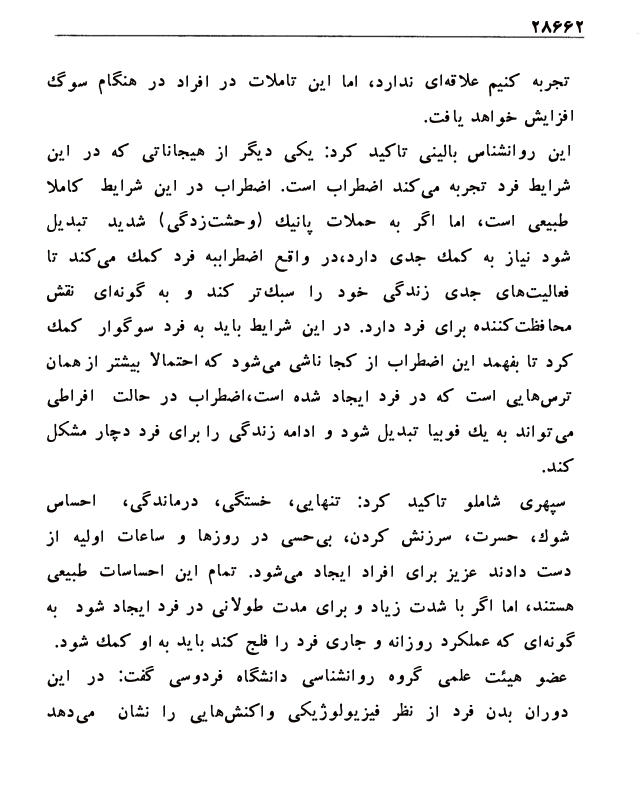 ۲۸۶۶۲
تجربه کنیم علاقه‌ای ندارد، اما این تاملات در افراد در هنگام سوگ
افزایش خواهد یافت.
این روانشناس بالینی تاکید کرد: یکی دیگر از هیجاناتی که در این
شرایط فرد تجربه می‌کند اضطراب است. اضطراب در این شرایط کاملا
طبیعی است، اما اگر به حملات پانیك (وحشت‌زدگی) شدید تبدیل
شود نیاز به کمك جدی دارد،در واقع اضطراببه فرد کمك می‌کند تا
فعالیت‌های جدی زندگی خود را سبك‌تر کند و به گونه‌ای نقش
محافظت‌کننده برای فرد دارد. در این شرایط باید به فرد سوگوار کمك
کرد تا بفهمد این اضطراب از کجا ناشی می‌شود که احتمالا بیشتر از همان
ترس‌هایی است که در فرد ایجاد شده است،اضطراب در حالت افراطی
می‌تواند به یك فوبیا تبدیل شود و ادامه زندگی را برای فرد دچار مشکل
کند.
سپهری شاملو تاکید کرد: تنهایی، خستگی، درماندگی، احساس
شوك، حسرت، سرزنش کردن، بی‌حسی در روزها و ساعات اولیه از
دست دادند عزیز برای افراد ایجاد می‌شود. تمام این احساسات طبیعی
هستند، اما اگر با شدت زیاد و برای مدت طولانی در فرد ایجاد شود به
گونه‌ای که عملکرد روزانه و جاری فرد را فلج کند باید به او کمك شود.
عضو هیئت علمی گروه روانشناسی دانشگاه فردوسی گفت: در این
دوران بدن فرد از نظر فیزیولوژیکی واکنش‌هایی را نشان می‌دهد